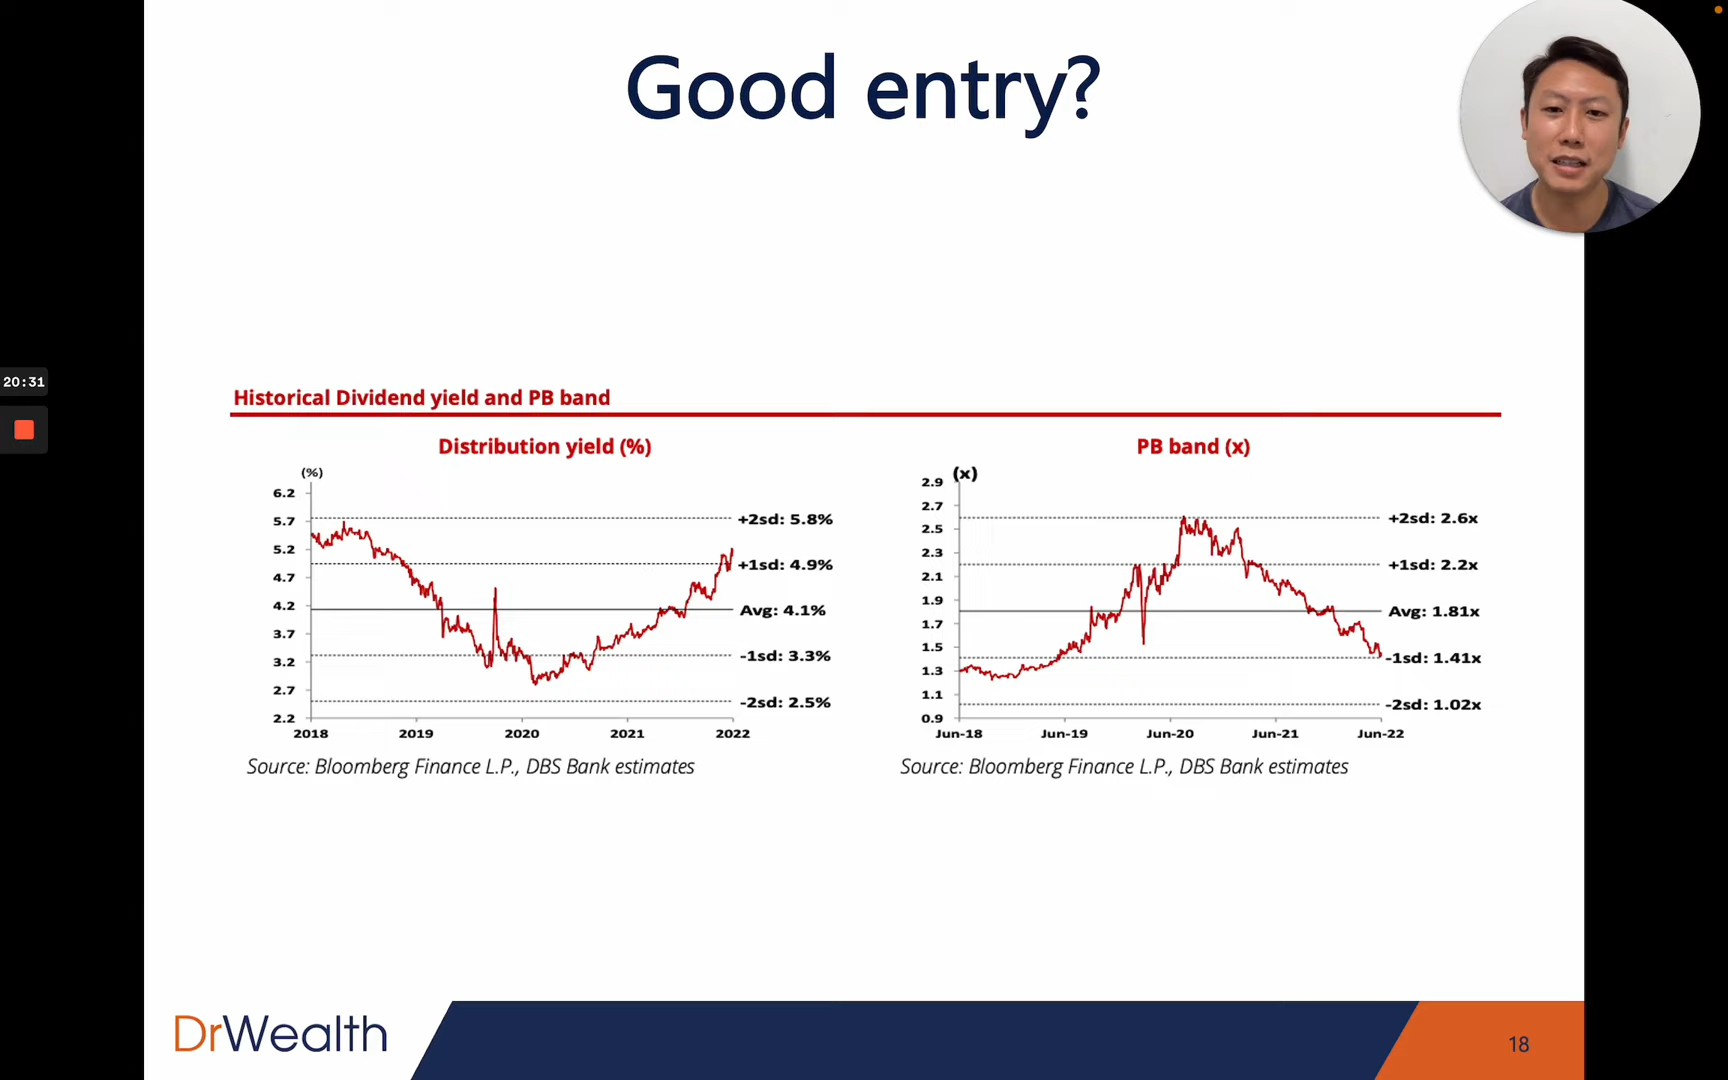 Good entry?
20:31
Historical Dividend yield and PB band
Distribution yield (%)
(%)
6.2
5.7
5.2
4.7
4.2
3.7
3.2
2.7
2.2
+2sd: 5.8%
+1sd: 4.9%
Avg: 4.1%
-1sd: 3.3%
-2sd: 2.5%
2018 2019 2020 2021 2022
Source: Bloomberg Finance L.P., DBS Bank estimates
PB band (x)
(x)
2.9
2.7
2.5
2.3
2.1
1.9
1.7
1.5
1.3
1.1
0.9
+2sd: 2.6x
+1sd: 2.2x
Avg: 1.81x
-1sd: 1.41x
-2sd: 1.02x
Jun-18 Jun-19 Jun-20 Jun-21 Jun-22
Source: Bloomberg Finance L.P., DBS Bank estimates
DrWealth
18